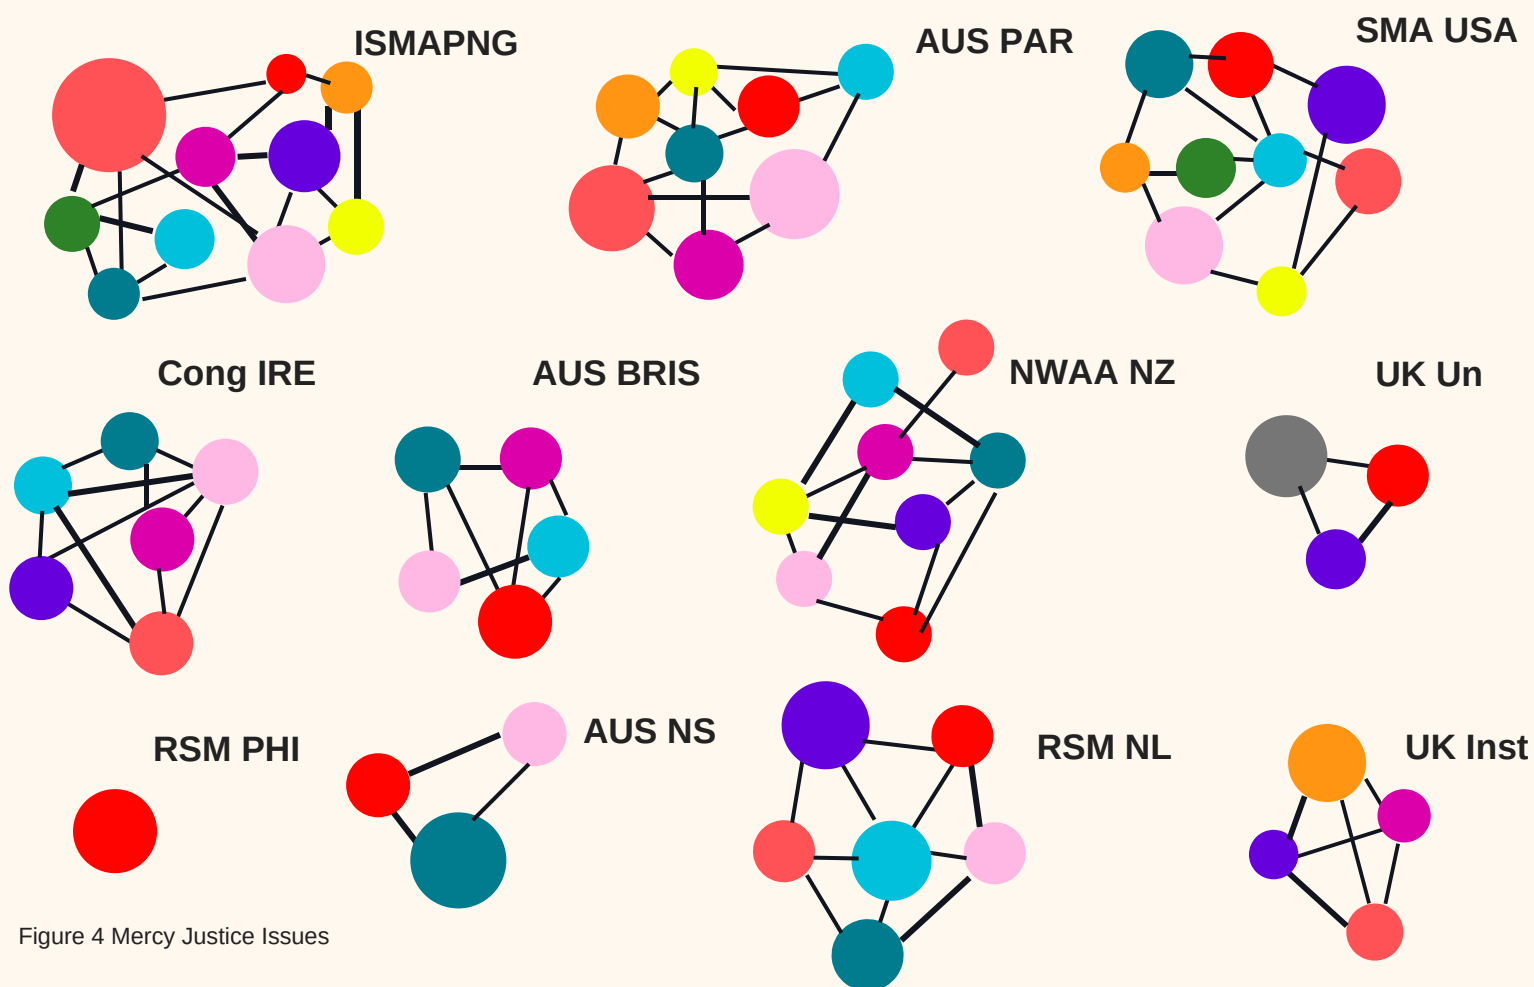 ISMAPNG
AUS PAR
SMA USA
Cong IRE
AUS BRIS
NWAA NZ
UK Un
RSM PHI
AUS NS
RSM NL
UK Inst
Figure 4 Mercy Justice Issues